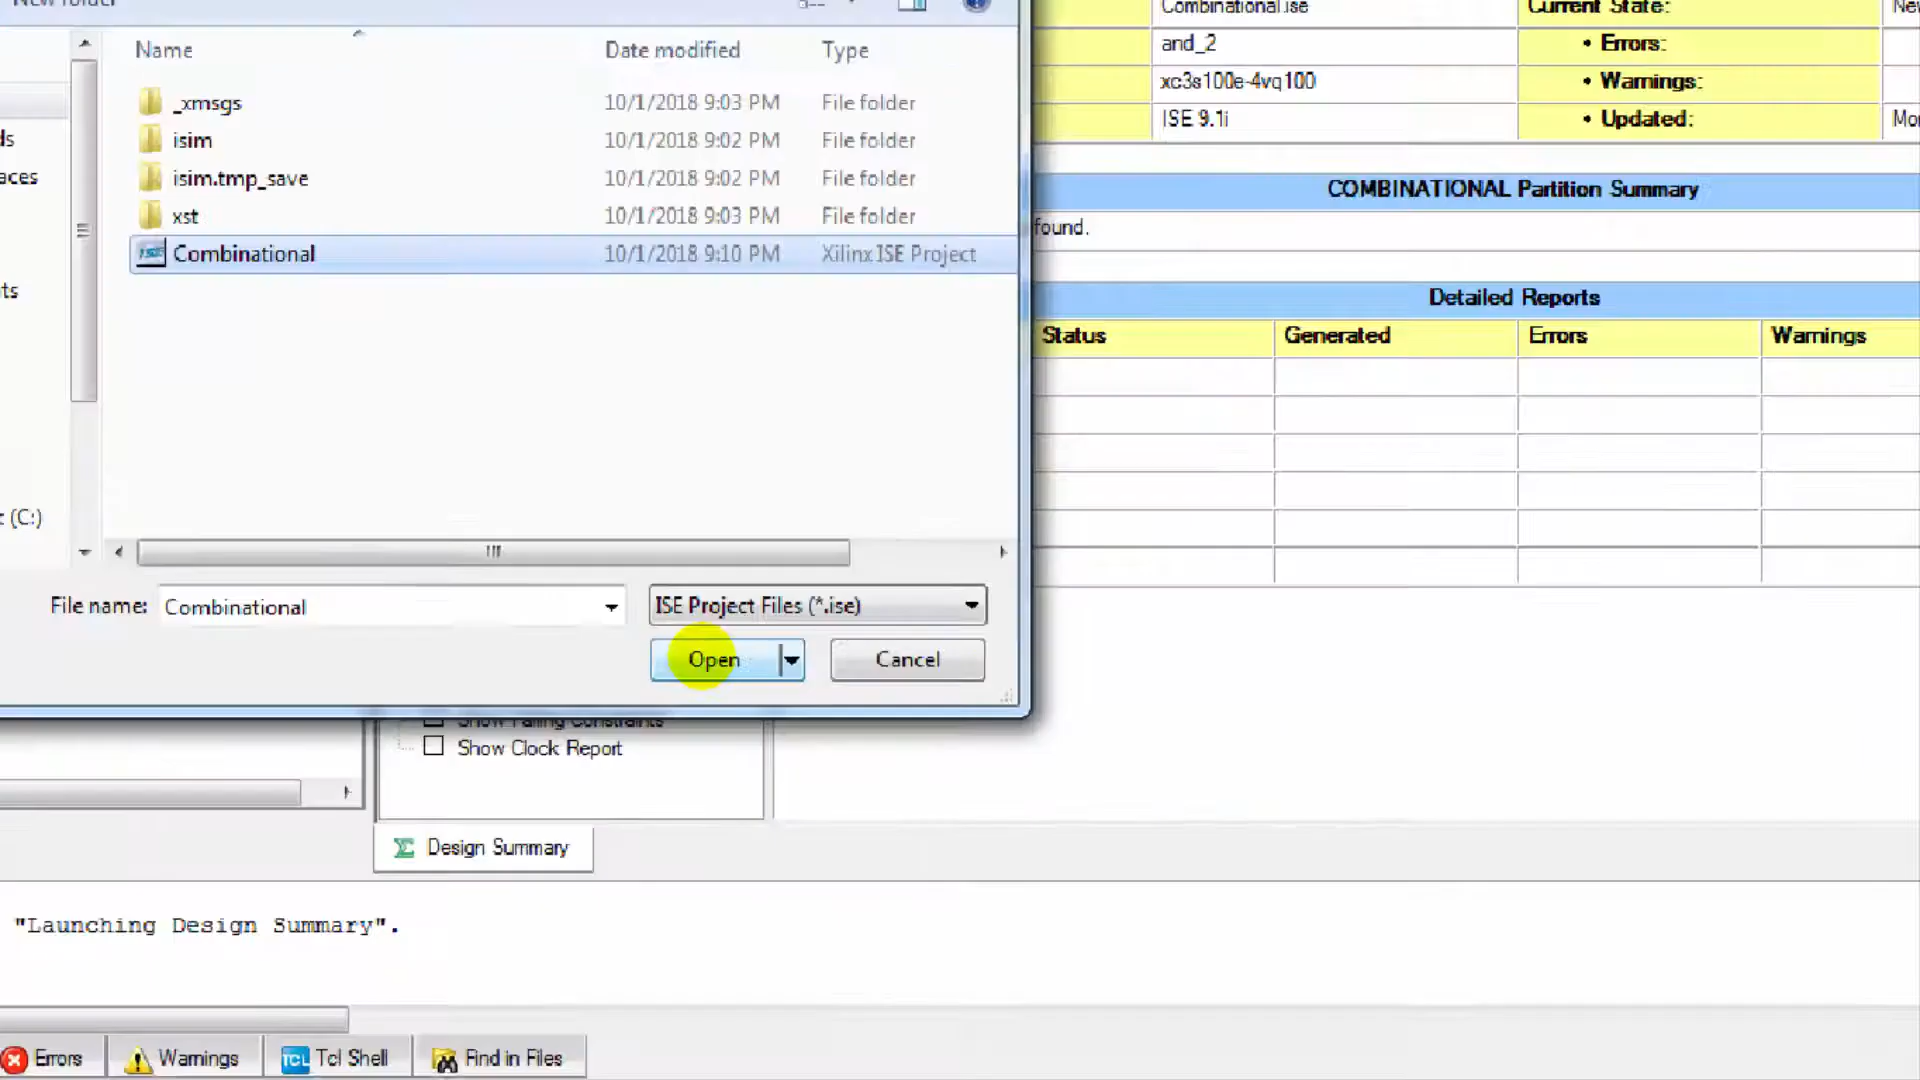 New folder
Name Date modified Type
_xmsgs 10/1/2018 9:03 PM File folder
isim 10/1/2018 9:02 PM File folder
isim.tmp_save 10/1/2018 9:02 PM File folder
xst 10/1/2018 9:03 PM File folder
Combinational 10/1/2018 9:10 PM Xilinx ISE Project
ds
aces
ts
(C:)
File name: Combinational ISE Project Files (*.ise)
Open Cancel
Combinational.ise Current State: Ne
and_2 • Errors:
xc3s100e-4vq100 • Warnings:
ISE 9.1i • Updated: Mo
COMBINATIONAL Partition Summary
found.
Detailed Reports
Status Generated Errors Warnings
Show Failing Constraints
Show Clock Report
Design Summary
"Launching Design Summary".
Errors Warnings TCL Tcl Shell Find in Files